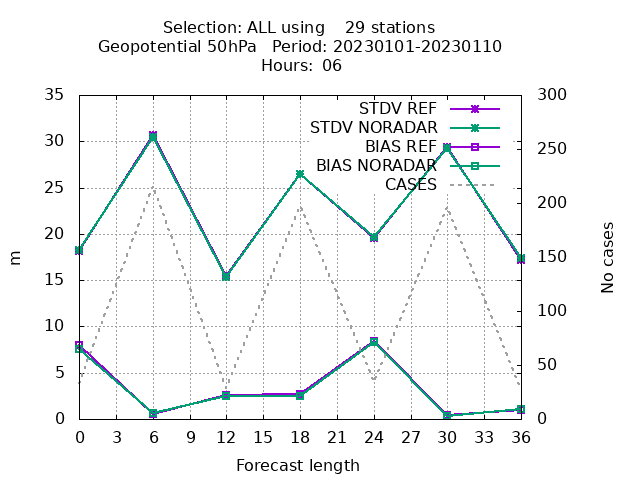 Selection: ALL using    29 stations
Geopotential 50hPa   Period: 20230101-20230110
Hours: 06
35 300
STDV REF
30 STDV NORADAR
BIAS REF 250
BIAS NORADAR
25 CASES
200
20
m 15 150 No cases
10 100
5 50
0 0
0 3 6 9 12 15 18 21 24 27 30 33 36
Forecast length